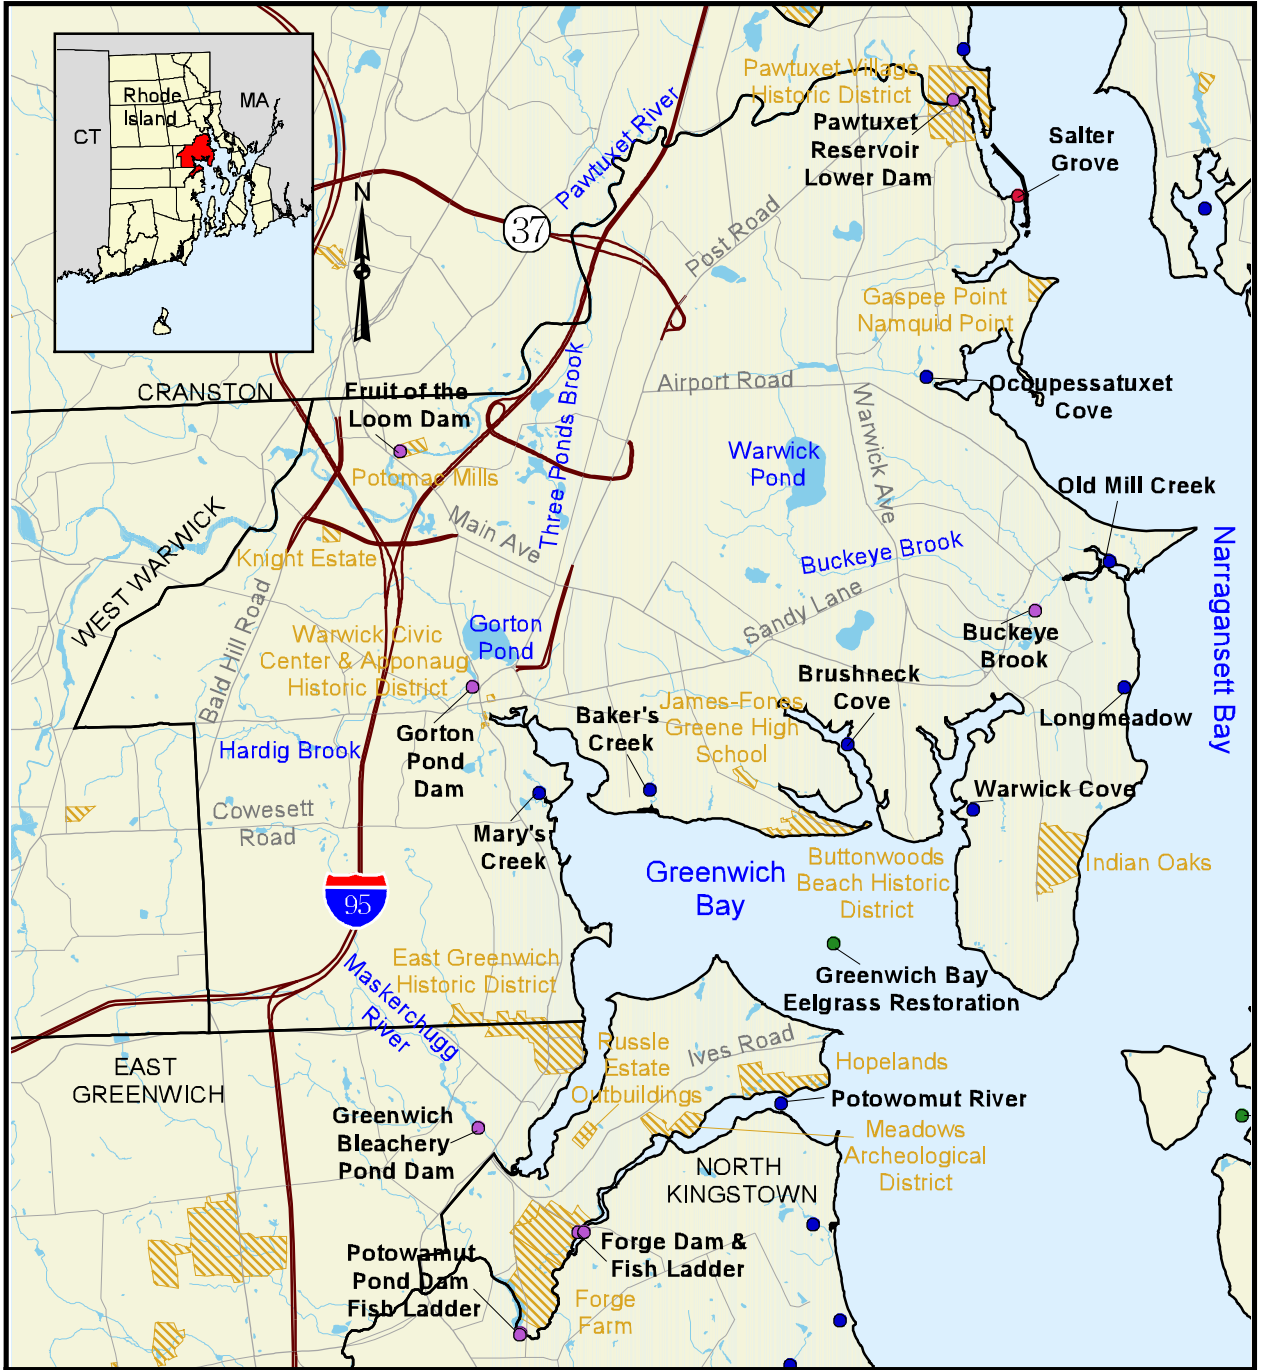 Rhode
Island
MA
CT
N
37
Pawtuxet River
Pawtuxet Village
Historic District
Pawtuxet
Reservoir
Lower Dam
Salter
Grove
Post Road
Gaspee Point
Namquid Point
CRANSTON
Fruit of the
Loom Dam
Potomac Mills
Three Ponds Brook
Airport Road
Warwick Ave
Occupessatuxet
Cove
Warwick
Pond
Old Mill Creek
WEST WARWICK
Main Ave
Knight Estate
Buckeye Brook
Narragansett Bay
Bald Hill Road
Sandy Lane
Gorton
Pond
Warwick Civic
Center & Apponaug
Historic District
Buckeye
Brook
Brushneck
Cove
James-Fones
Greene High
School
Baker's
Creek
Longmeadow
Hardig Brook
Gorton
Pond
Dam
Warwick Cove
Cowesett
Road
Mary's
Creek
Greenwich
Bay
Buttonwoods
Beach Historic
District
Indian Oaks
95
East Greenwich
Historic District
Maskerchugg
River
Greenwich Bay
Eelgrass Restoration
EAST
GREENWICH
Russle
Estate
Outbuildings
Ives Road
Hopelands
Potowomut River
Greenwich
Bleachery
Pond Dam
Meadows
Archeological
District
NORTH
KINGSTOWN
Potowamut
Pond Dam
Fish Ladder
Forge Dam &
Fish Ladder
Forge
Farm